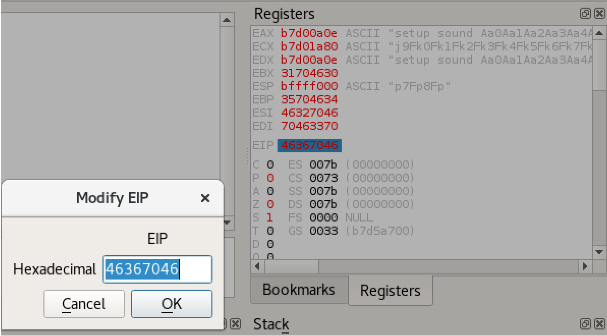 Registers
EAX b7d00a0e ASCII "setup sound Aa0Aa1Aa2Aa3Aa4A
ECX b7d01a80 ASCII "j9Fk0Fk1Fk2Fk3Fk4Fk5Fk6Fk7Fk
EDX b7d00a0e ASCII "setup sound Aa0Aa1Aa2Aa3Aa4A
EBX 31704630
ESP bffff000 ASCII "p7Fp8Fp"
EBP 35704634
ESI 46327046
EDI 70463370
EIP 46367046
C 0 ES 007b (00000000)
P 0 CS 0073 (00000000)
A 0 SS 007b (00000000)
Z 0 DS 007b (00000000)
S 1 FS 0000 NULL
T 0 GS 0033 (b7d5a700)
D 0
O 0
Bookmarks Registers
Stack
Modify EIP ×
EIP
Hexadecimal 46367046
Cancel OK